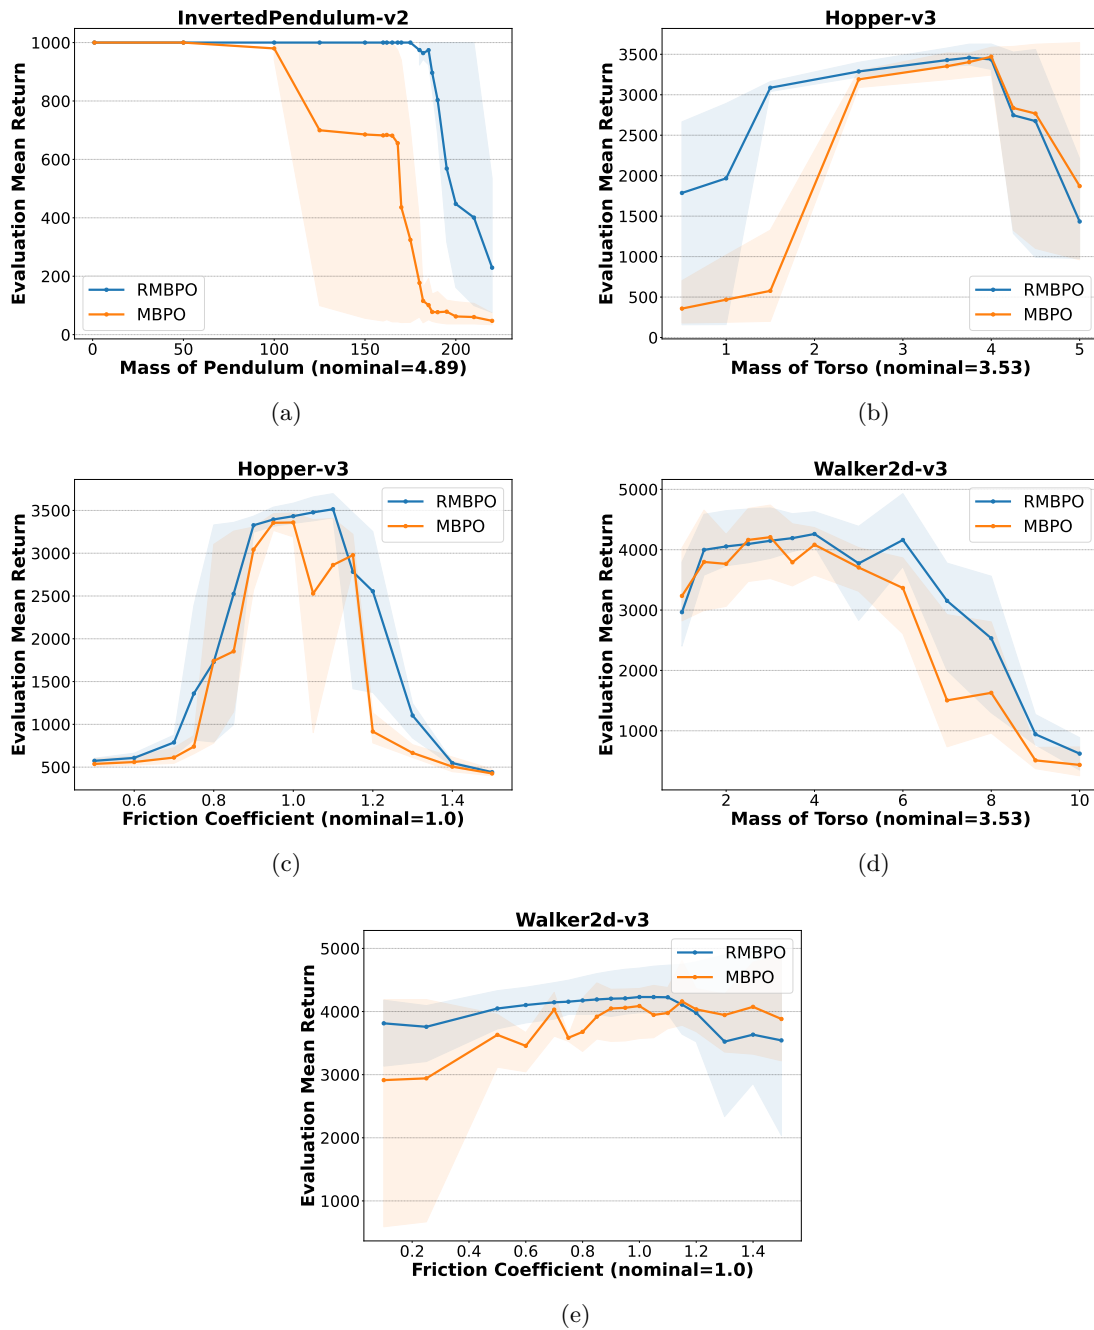 InvertedPendulum-v2
Evaluation Mean Return
1000
800
600
400
200
0
RMBPO
MBPO
0 50 100 150 200
Mass of Pendulum (nominal=4.89)
(a)
Hopper-v3
Evaluation Mean Return
3500
3000
2500
2000
1500
1000
500
0
RMBPO
MBPO
1 2 3 4 5
Mass of Torso (nominal=3.53)
(b)
Hopper-v3
Evaluation Mean Return
3500
3000
2500
2000
1500
1000
500
RMBPO
MBPO
0.6 0.8 1.0 1.2 1.4
Friction Coefficient (nominal=1.0)
(c)
Walker2d-v3
Evaluation Mean Return
5000
4000
3000
2000
1000
RMBPO
MBPO
2 4 6 8 10
Mass of Torso (nominal=3.53)
(d)
Walker2d-v3
Evaluation Mean Return
5000
4000
3000
2000
1000
RMBPO
MBPO
0.2 0.4 0.6 0.8 1.0 1.2 1.4
Friction Coefficient (nominal=1.0)
(e)